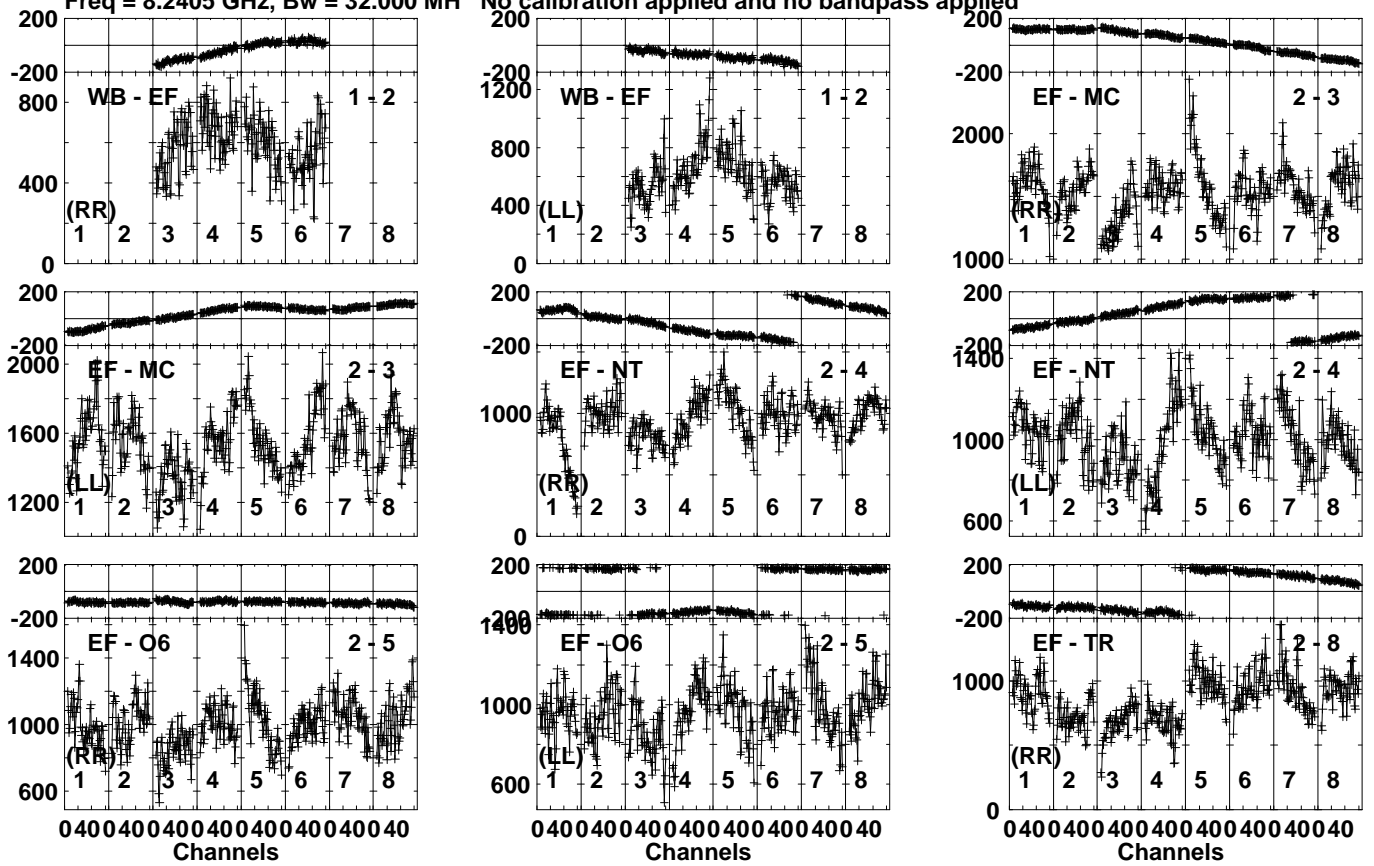 Freq = 8.2405 GHz, Bw = 32.000 MH No calibration applied and no bandpass applied
200
-200
800
400
0
WB - EF 1 - 2
(RR)
1 2 3 4 5 6 7 8
200
-200
1200
800
400
0
WB - EF 1 - 2
(LL)
1 2 3 4 5 6 7 8
200
-200
2000
1000
EF - MC 2 - 3
(RR)
1 2 3 4 5 6 7 8
200
-200
2000
1600
1200
EF - MC 2 - 3
(LL)
1 2 3 4 5 6 7 8
200
-200
1000
0
EF - NT 2 - 4
(RR)
1 2 3 4 5 6 7 8
200
-200
1400
1000
600
EF - NT 2 - 4
(LL)
1 2 3 4 5 6 7 8
200
-200
1400
1000
600
EF - O6 2 - 5
(RR)
1 2 3 4 5 6 7 8
0 40 0 40 0 40 0 40 0 40 0 40 0 40 0 40
Channels
200
-200
1400
1000
600
EF - O6 2 - 5
(LL)
1 2 3 4 5 6 7 8
0 40 0 40 0 40 0 40 0 40 0 40 0 40 0 40
Channels
200
-200
1000
0
EF - TR 2 - 8
(RR)
1 2 3 4 5 6 7 8
0 40 0 40 0 40 0 40 0 40 0 40 0 40 0 40
Channels